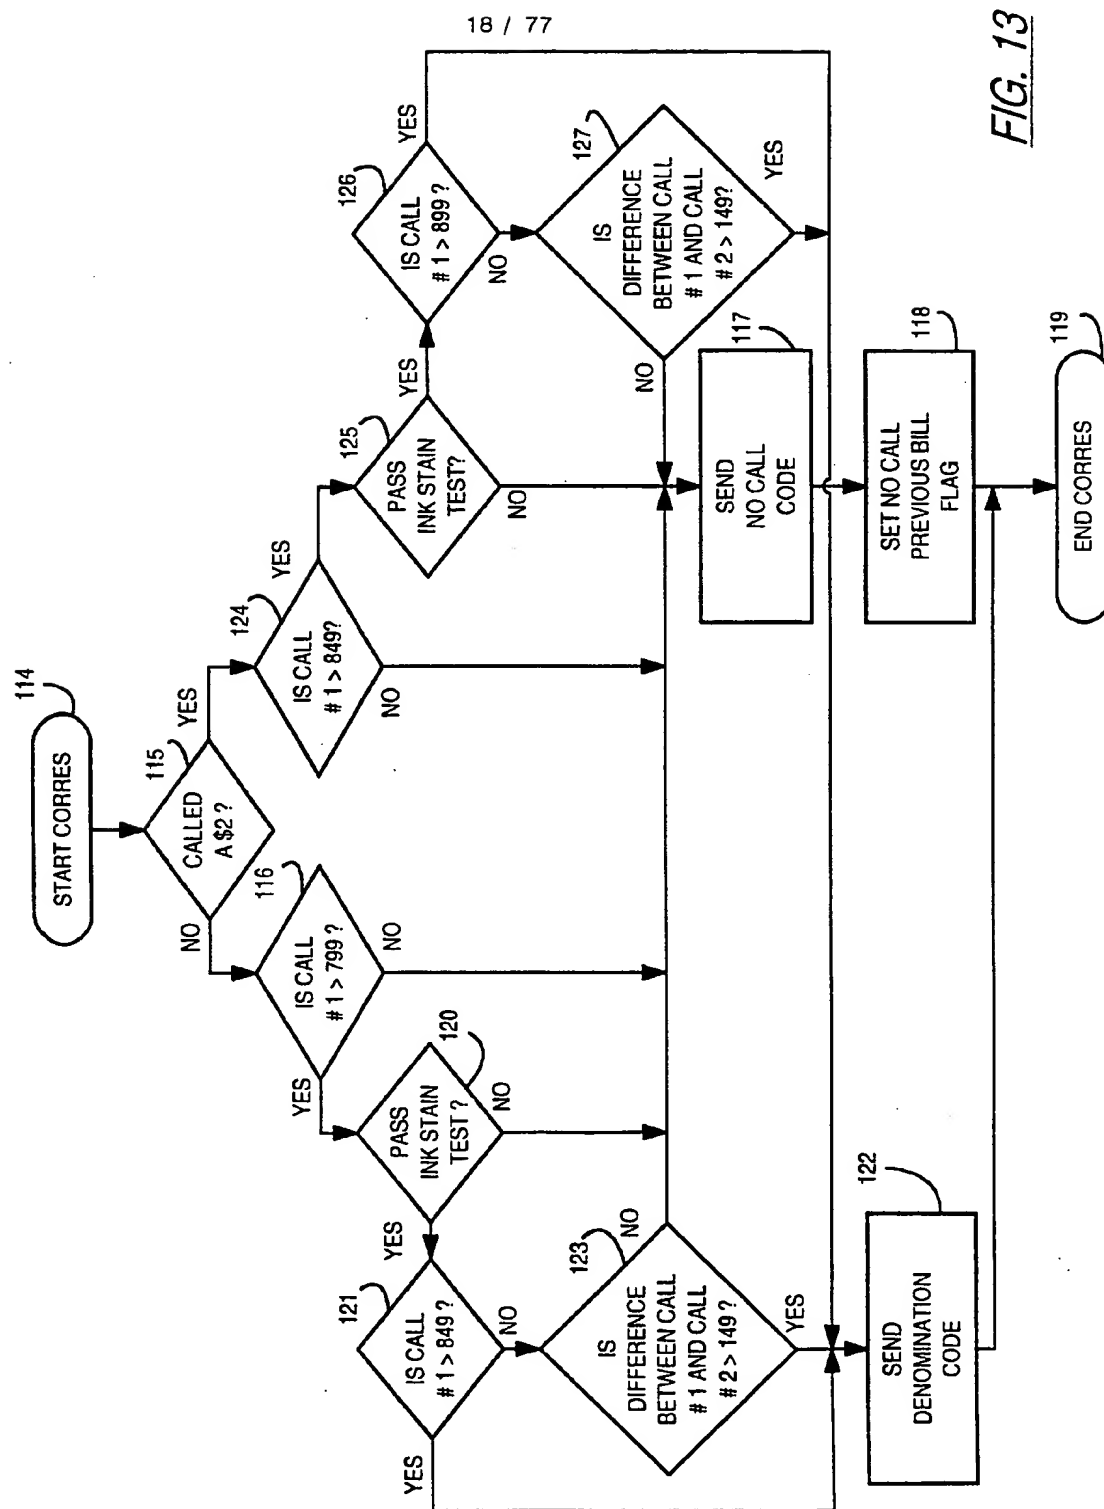 18 / 77
START CORRES
114
CALLED
A $2 ?
115
YES
NO
IS CALL
# 1 > 799 ?
116
YES
NO
IS CALL
# 1 > 849?
124
YES
NO
PASS
INK STAIN
TEST ?
120
YES
NO
PASS
INK STAIN
TEST?
125
YES
NO
IS CALL
# 1 > 849 ?
121
YES
NO
IS CALL
# 1 > 899 ?
126
YES
NO
IS
DIFFERENCE
BETWEEN CALL
# 1 AND CALL
# 2 > 149 ?
123
NO
YES
IS
DIFFERENCE
BETWEEN CALL
# 1 AND CALL
# 2 > 149?
127
NO
YES
SEND
NO CALL
CODE
117
SEND
DENOMINATION
CODE
122
SET NO CALL
PREVIOUS BILL
FLAG
118
END CORRES
119
FIG. 13